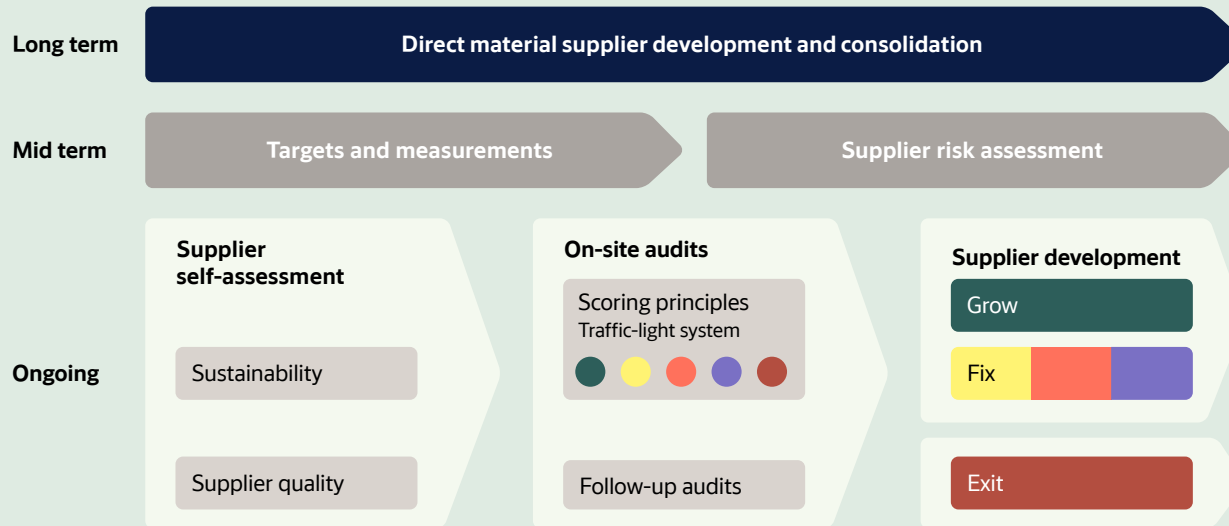 Long term
Direct material supplier development and consolidation
Mid term
Targets and measurements
Supplier risk assessment
Ongoing
Supplier
self-assessment
Sustainability
Supplier quality
On-site audits
Scoring principles
Traffic-light system
Follow-up audits
Supplier development
Grow
Fix
Exit